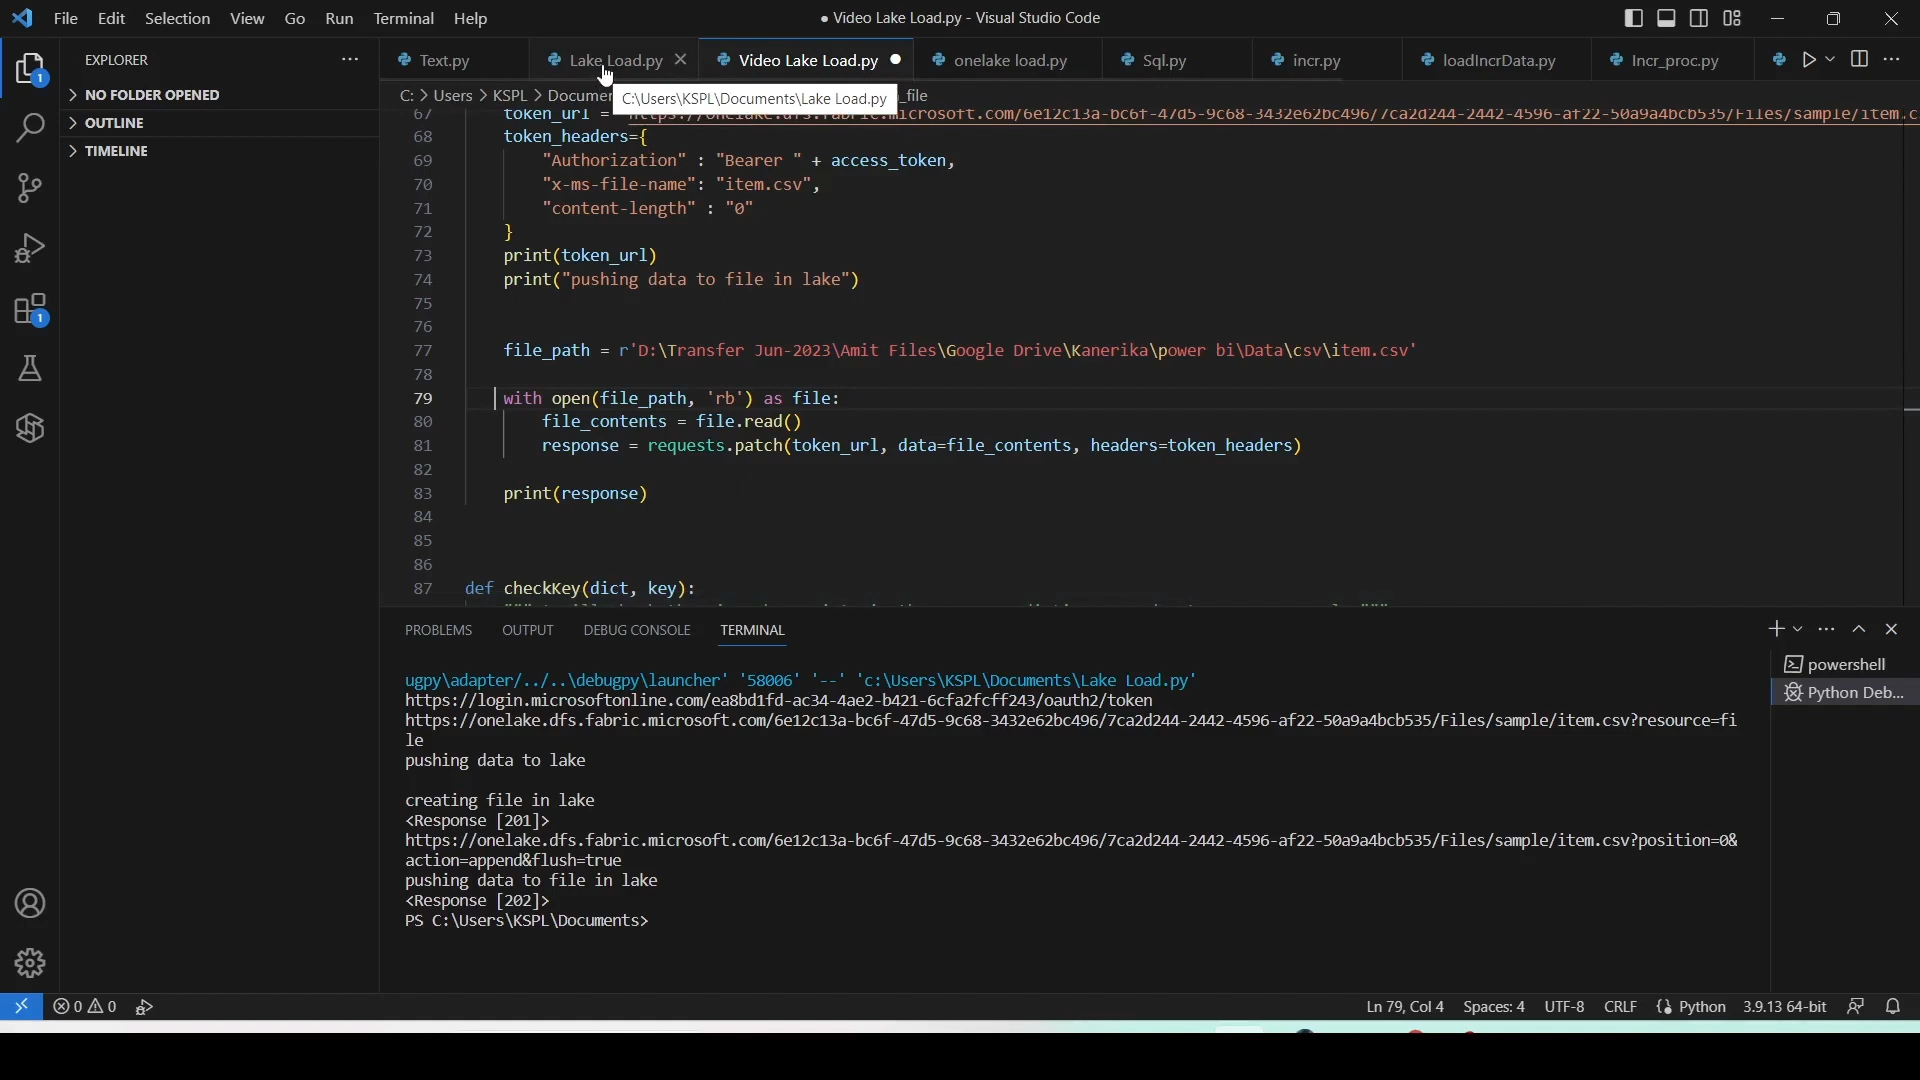 File Edit Selection View Go Run Terminal Help
● Video Lake Load.py - Visual Studio Code
EXPLORER
NO FOLDER OPENED
OUTLINE
TIMELINE
1
1
Text.py
Lake Load.py
Video Lake Load.py
onelake load.py
Sql.py
incr.py
loadIncrData.py
Incr_proc.py
C: > Users > KSPL >
C:\Users\KSPL\Documents\Lake Load.py
_file
67 token_url =
68 token_headers={
69 "Authorization" : "Bearer " + access_token,
70 "x-ms-file-name": "item.csv",
71 "content-length" : "0"
72 }
73 print(token_url)
74 print("pushing data to file in lake")
75
76
77 file_path = r'D:\Transfer Jun-2023\Amit Files\Google Drive\Kanerika\power bi\Data\csv\item.csv'
78
79 with open(file_path, 'rb') as file:
80 file_contents = file.read()
81 response = requests.patch(token_url, data=file_contents, headers=token_headers)
82
83 print(response)
84
85
86
87 def checkKey(dict, key):
PROBLEMS OUTPUT DEBUG CONSOLE TERMINAL
powershell
Python Deb...
ugpy\adapter/../..\debugpy\launcher' '58006' '--' 'c:\Users\KSPL\Documents\Lake Load.py'
https://login.microsoftonline.com/ea8bd1fd-ac34-4ae2-b421-6cfa2fcff243/oauth2/token
https://onelake.dfs.fabric.microsoft.com/6e12c13a-bc6f-47d5-9c68-3432e62bc496/7ca2d244-2442-4596-af22-50a9a4bcb535/Files/sample/item.csv?resource=fi
le
pushing data to lake
creating file in lake
<Response [201]>
https://onelake.dfs.fabric.microsoft.com/6e12c13a-bc6f-47d5-9c68-3432e62bc496/7ca2d244-2442-4596-af22-50a9a4bcb535/Files/sample/item.csv?position=0&
action=append&flush=true
pushing data to file in lake
<Response [202]>
PS C:\Users\KSPL\Documents>
0 0
Ln 79, Col 4 Spaces: 4 UTF-8 CRLF Python 3.9.13 64-bit